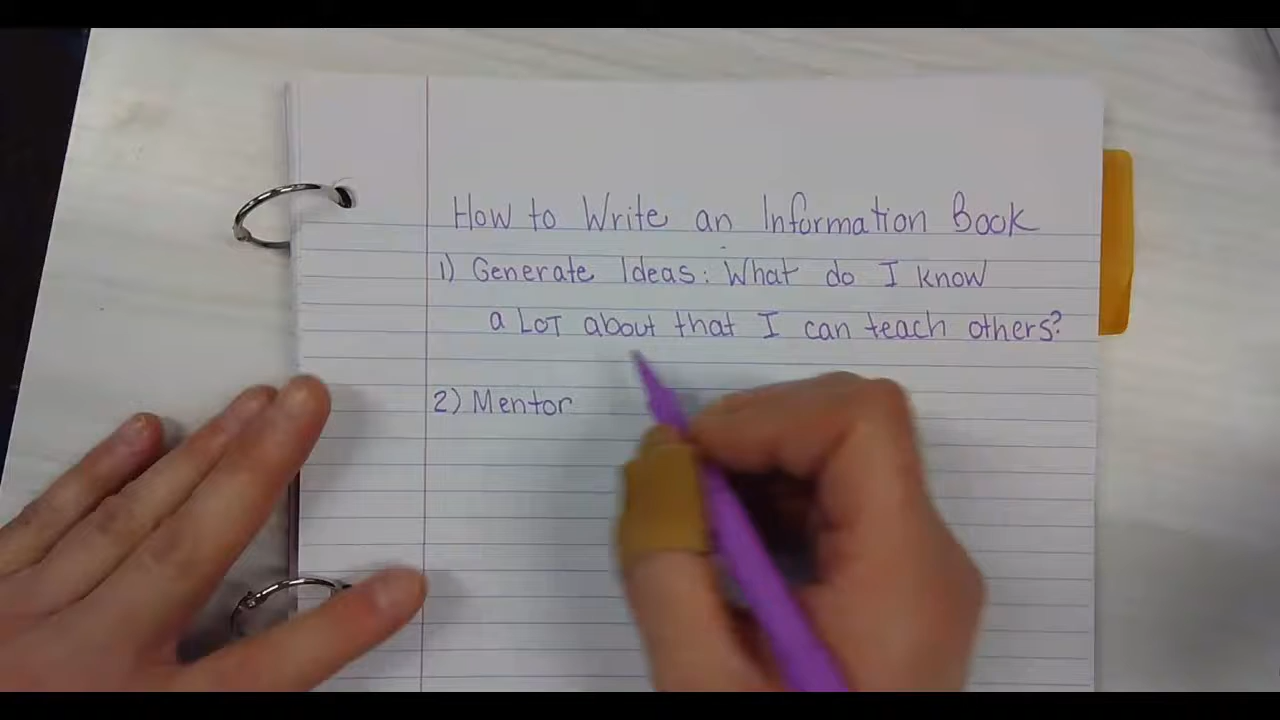 How to Write an Information Book
1) Generate Ideas: What do I know
a LOT about that I can teach others?
2) Mentor